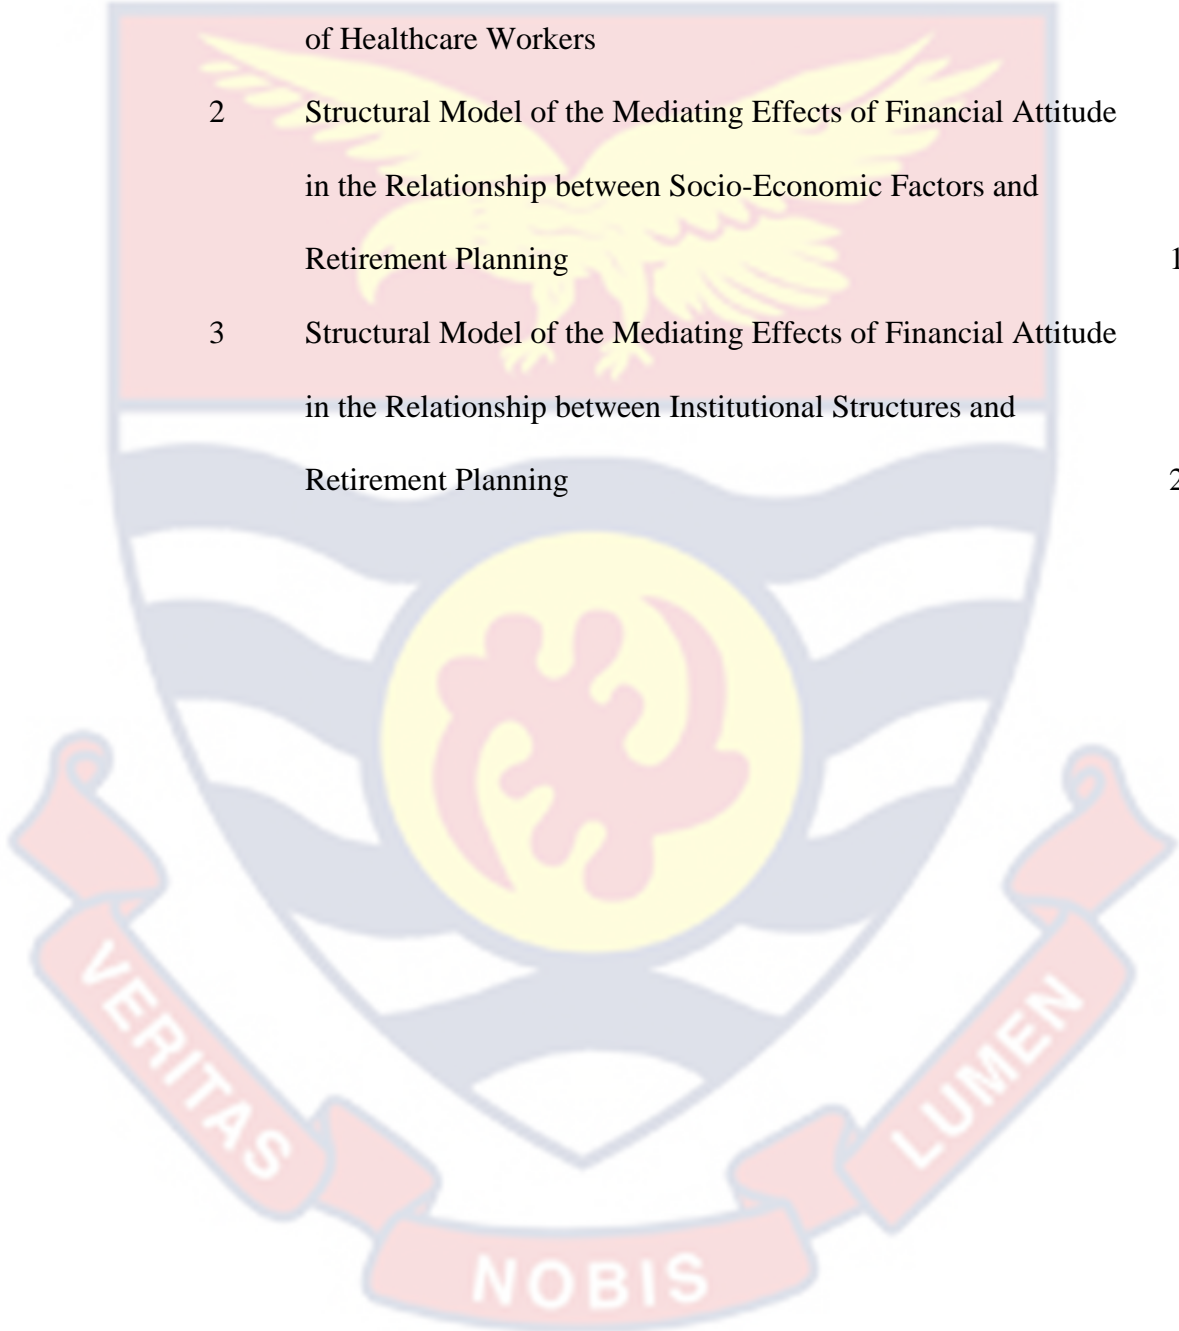 of Healthcare Workers
2 Structural Model of the Mediating Effects of Financial Attitude
in the Relationship between Socio-Economic Factors and
Retirement Planning 1
3 Structural Model of the Mediating Effects of Financial Attitude
in the Relationship between Institutional Structures and
Retirement Planning 2
VERITAS
NOBIS
LUMEN